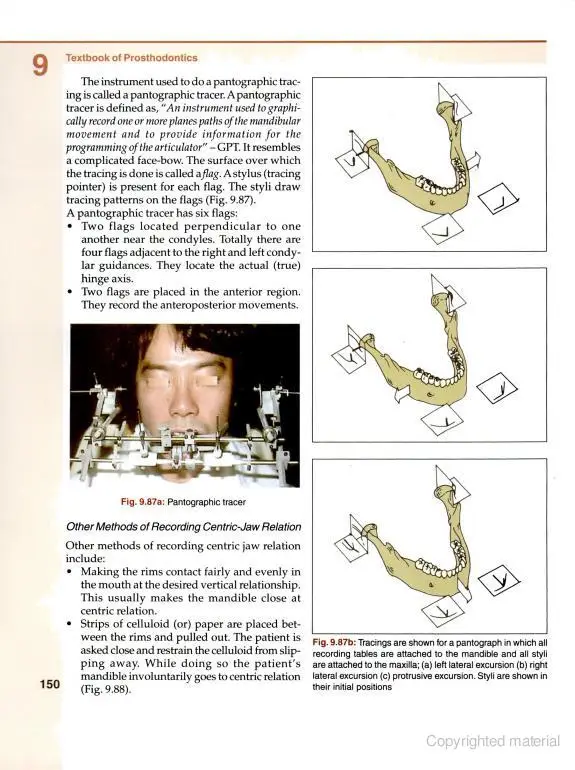 9
Textbook of Prosthodontics
The instrument used to do a pantographic trac-
ing is called a pantographic tracer. A pantographic
tracer is defined as, "An instrument used to graphi-
cally record one or more planes paths of the mandibular
movement and to provide information for the
programming of the articulator" – GPT. It resembles
a complicated face-bow. The surface over which
the tracing is done is called a flag. A stylus (tracing
pointer) is present for each flag. The styli draw
tracing patterns on the flags (Fig. 9.87).
A pantographic tracer has six flags:
• Two flags located perpendicular to one
another near the condyles. Totally there are
four flags adjacent to the right and left condy-
lar guidances. They locate the actual (true)
hinge axis.
• Two flags are placed in the anterior region.
They record the anteroposterior movements.
Fig. 9.87a: Pantographic tracer
Other Methods of Recording Centric-Jaw Relation
Other methods of recording centric jaw relation
include:
• Making the rims contact fairly and evenly in
the mouth at the desired vertical relationship.
This usually makes the mandible close at
centric relation.
• Strips of celluloid (or) paper are placed bet-
ween the rims and pulled out. The patient is
asked close and restrain the celluloid from slip-
ping away. While doing so the patient's
mandible involuntarily goes to centric relation
(Fig. 9.88).
150
Fig. 9.87b: Tracings are shown for a pantograph in which all
recording tables are attached to the mandible and all styli
are attached to the maxilla; (a) left lateral excursion (b) right
lateral excursion (c) protrusive excursion. Styli are shown in
their initial positions
Copyrighted material